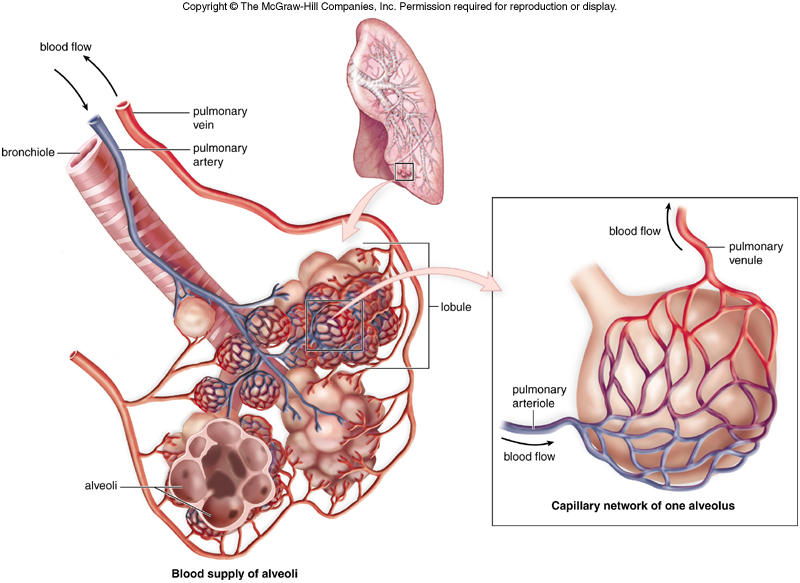 Copyright © The McGraw-Hill Companies, Inc. Permission required for reproduction or display.
blood flow
pulmonary
vein
bronchiole
pulmonary
artery
lobule
alveoli
Blood supply of alveoli
blood flow
pulmonary
venule
pulmonary
arteriole
blood flow
Capillary network of one alveolus